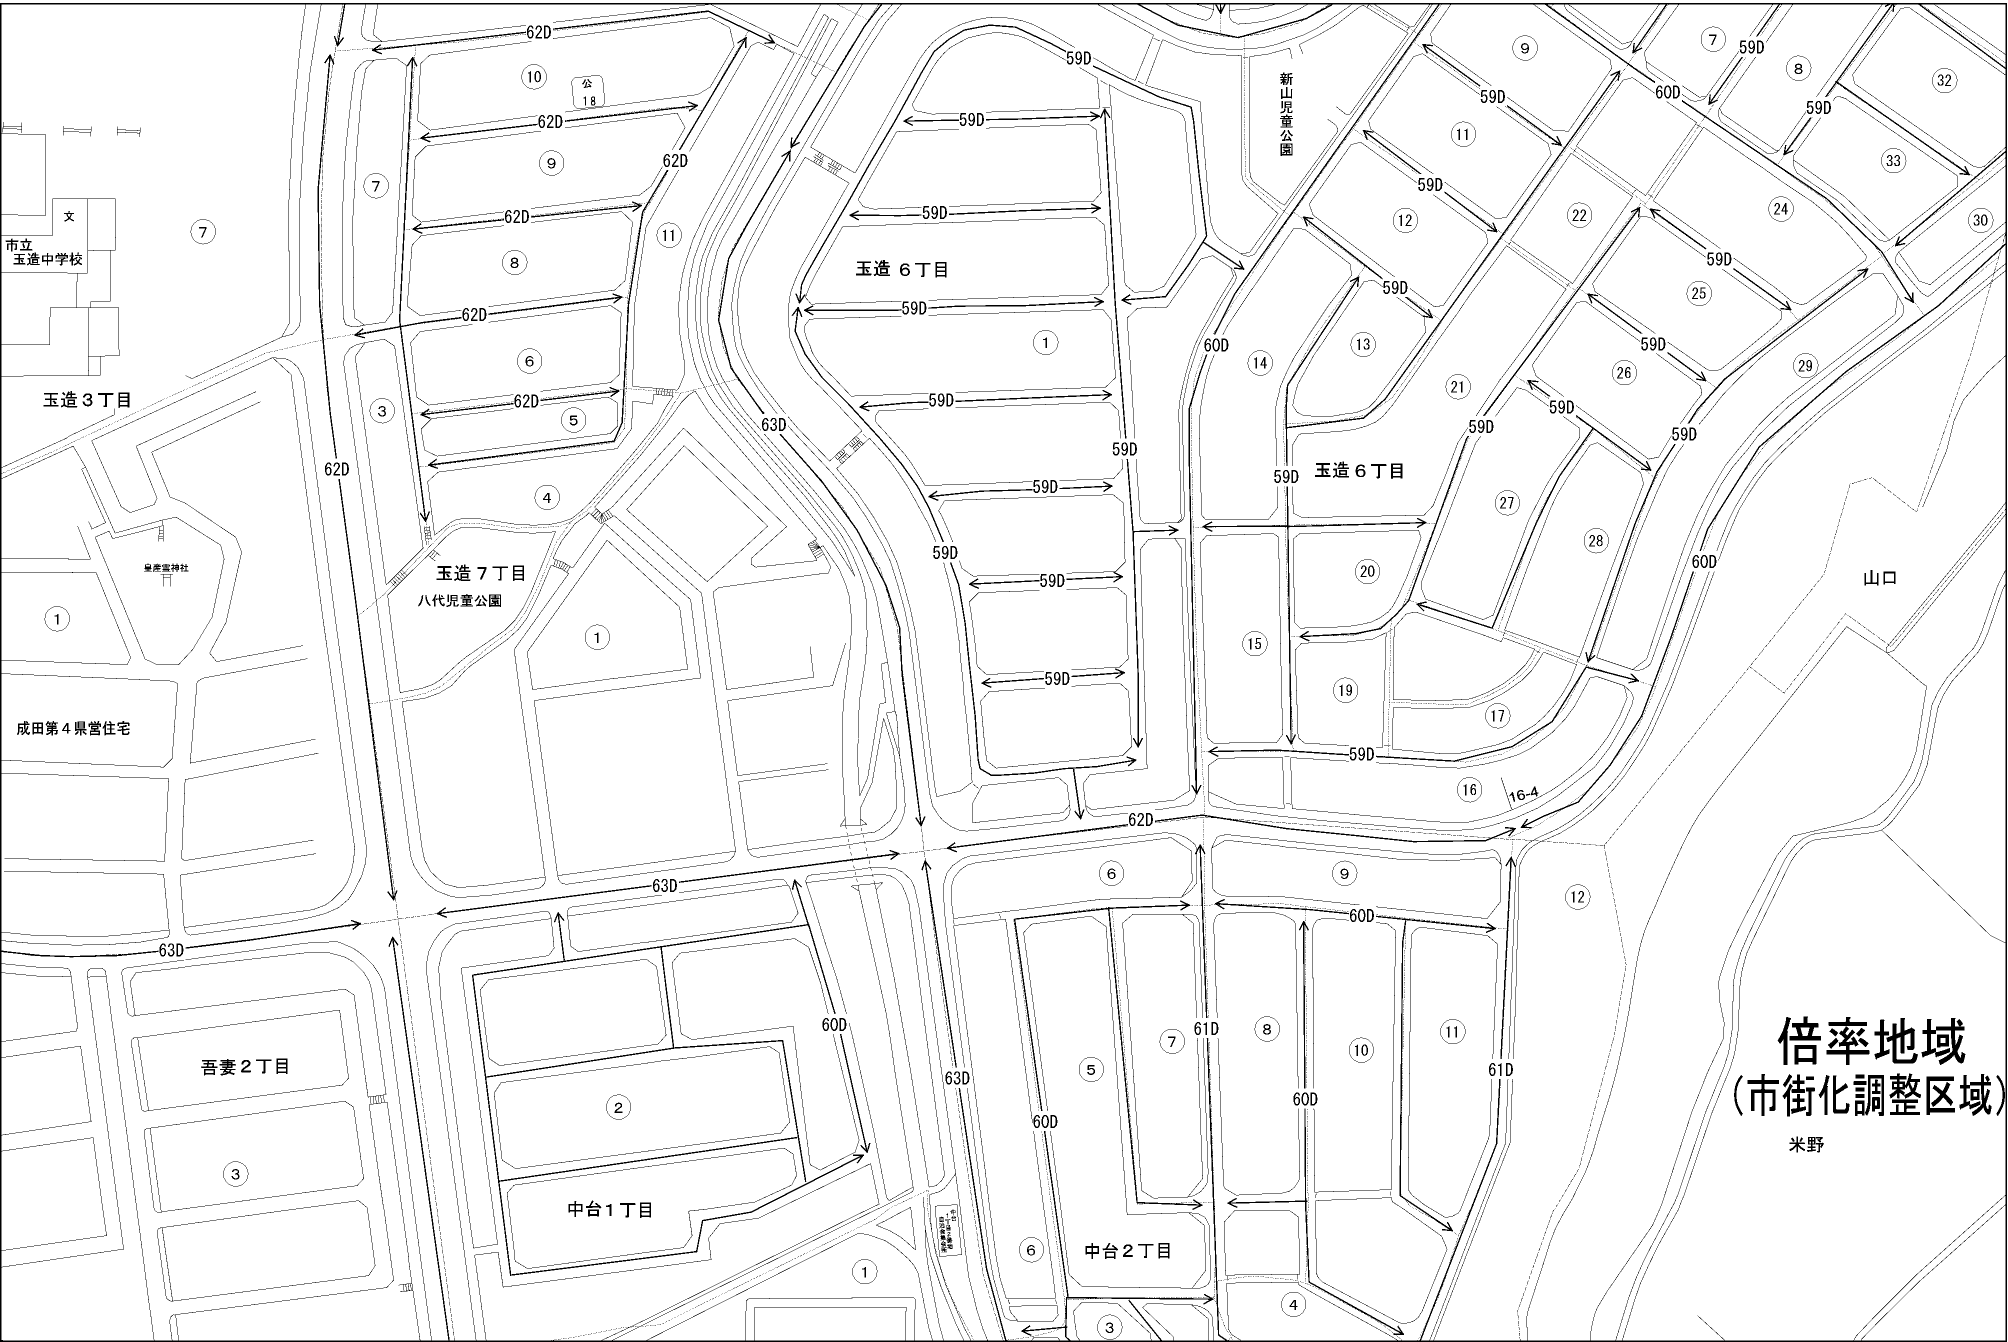 62D
59D
⑨
⑦
59D
⑧
㉜
⑩
公
18
新山児童公園
59D
60D
59D
62D
59D
⑪
⑨
62D
㉝
⑦
文
59D
⑫
㉒
㉔
㉚
62D
59D
⑦
⑪
市立
玉造中学校
⑧
玉造６丁目
59D
59D
㉕
62D
59D
60D
①
⑬
59D
⑥
⑭
㉖
㉙
㉑
玉造３丁目
62D
59D
59D
③
⑤
63D
59D
59D
59D
62D
玉造６丁目
59D
④
59D
㉗
59D
㉘
60D
玉造７丁目
八代児童公園
皇産霊神社
59D
⑳
山口
①
①
⑮
59D
⑲
成田第４県営住宅
⑰
59D
⑯
16-4
62D
63D
⑥
⑨
⑫
63D
60D
60D
61D
⑧
⑦
⑩
⑪
倍率地域
(市街化調整区域)
米野
吾妻２丁目
②
63D
⑤
60D
60D
61D
③
中台１丁目
⑥
中台２丁目
①
④
③